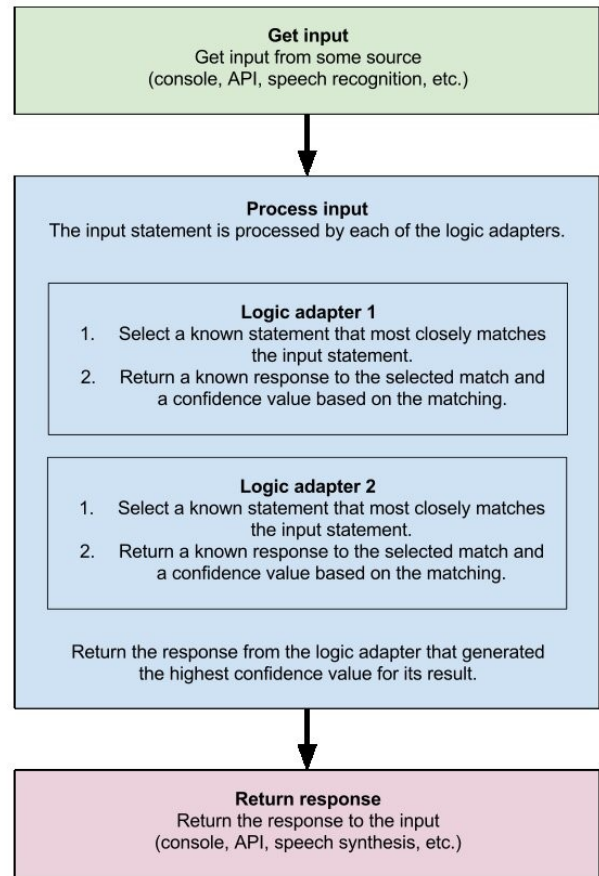 Get input
Get input from some source
(console, API, speech recognition, etc.)
Process input
The input statement is processed by each of the logic adapters.
Logic adapter 1
1. Select a known statement that most closely matches
the input statement.
2. Return a known response to the selected match and
a confidence value based on the matching.
Logic adapter 2
1. Select a known statement that most closely matches
the input statement.
2. Return a known response to the selected match and
a confidence value based on the matching.
Return the response from the logic adapter that generated
the highest confidence value for its result.
Return response
Return the response to the input
(console, API, speech synthesis, etc.)